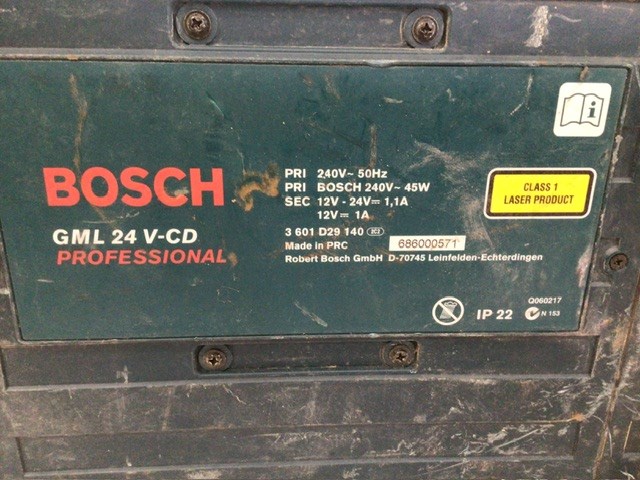 BOSCH
GML 24 V-CD
PROFESSIONAL
PRI 240V~ 50Hz
PRI BOSCH 240V~ 45W
SEC 12V - 24V⎓ 1,1A
12V⎓ 1A
3 601 D29 140
Made in PRC 686000571
Robert Bosch GmbH D-70745 Leinfelden-Echterdingen
CLASS 1
LASER PRODUCT
IP 22
Q060217
N 153